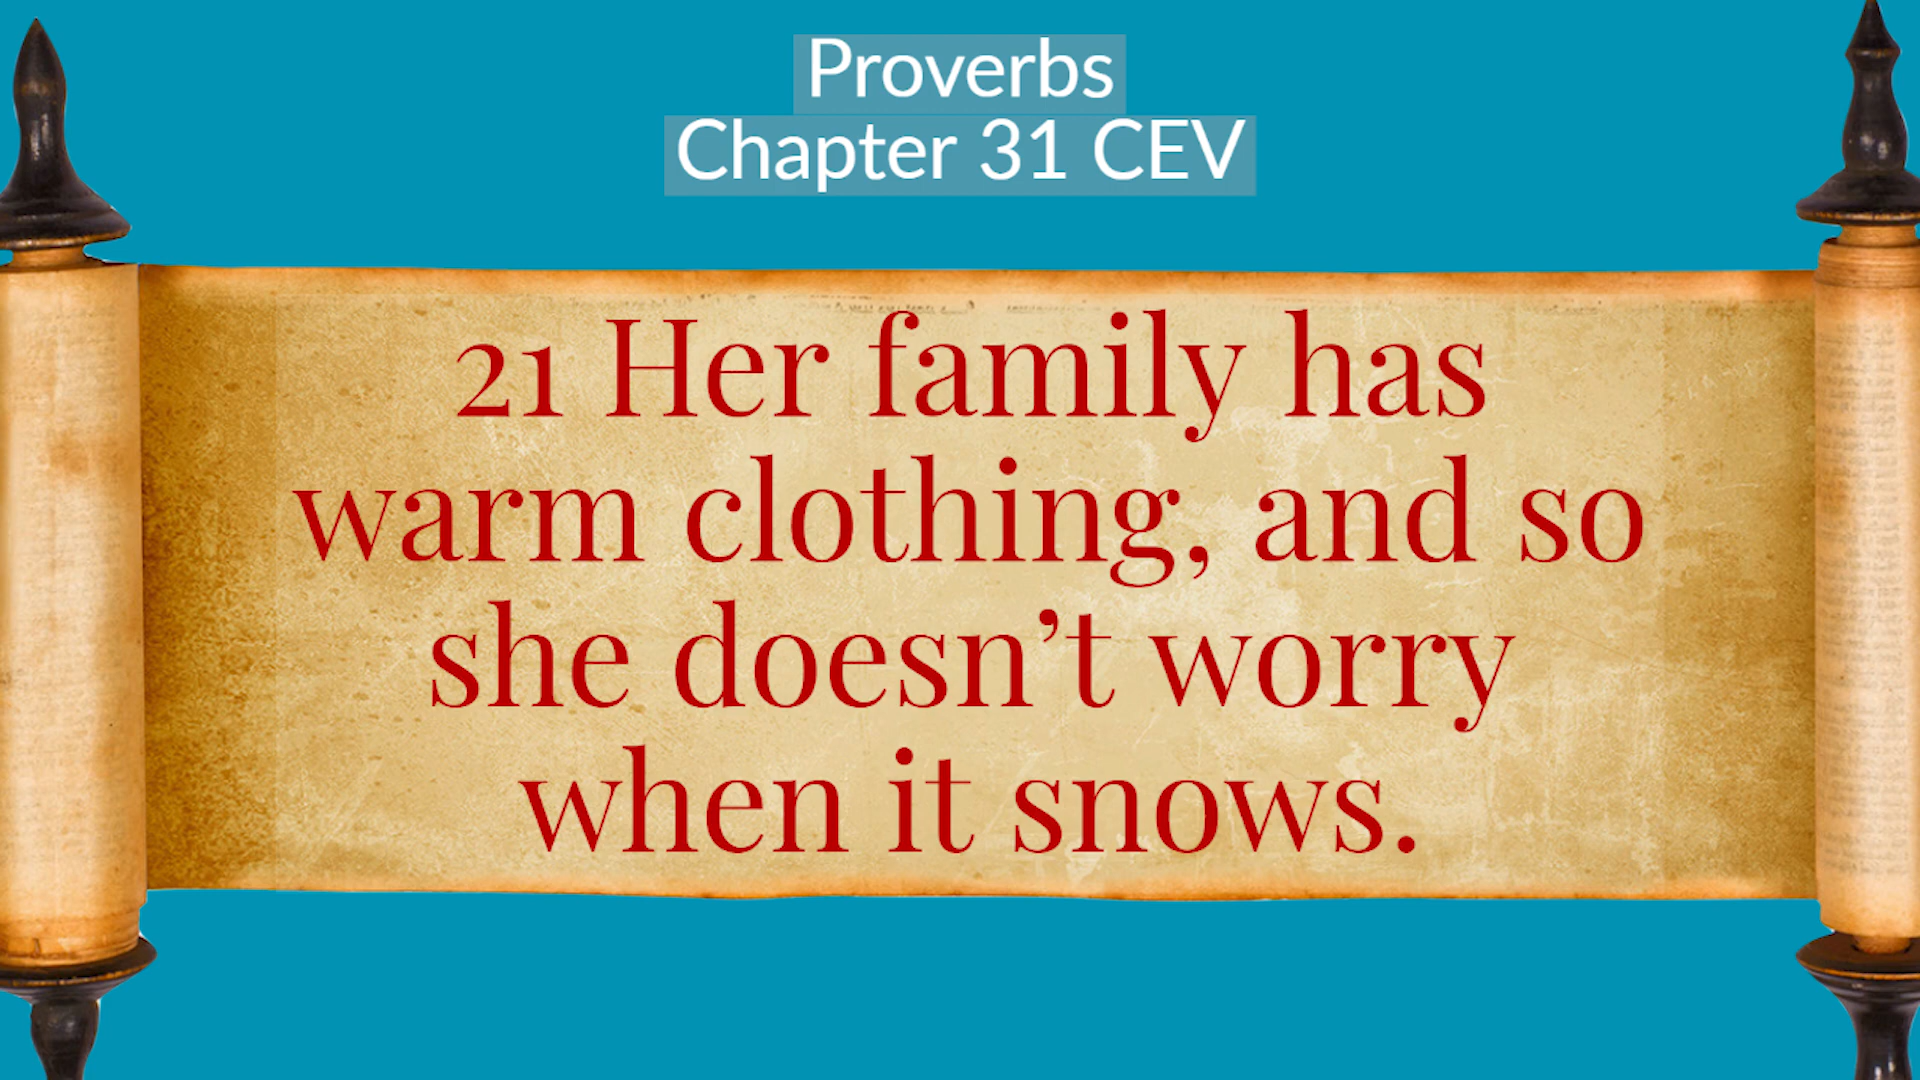 Proverbs
Chapter 31 CEV
21 Her family has
warm clothing, and so
she doesn’t worry
when it snows.